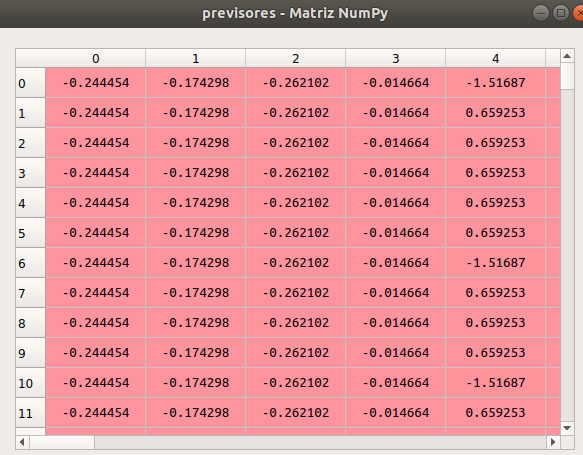 previsores - Matriz NumPy
0 1 2 3 4
0 -0.244454 -0.174298 -0.262102 -0.014664 -1.51687
1 -0.244454 -0.174298 -0.262102 -0.014664 0.659253
2 -0.244454 -0.174298 -0.262102 -0.014664 0.659253
3 -0.244454 -0.174298 -0.262102 -0.014664 0.659253
4 -0.244454 -0.174298 -0.262102 -0.014664 0.659253
5 -0.244454 -0.174298 -0.262102 -0.014664 0.659253
6 -0.244454 -0.174298 -0.262102 -0.014664 -1.51687
7 -0.244454 -0.174298 -0.262102 -0.014664 0.659253
8 -0.244454 -0.174298 -0.262102 -0.014664 0.659253
9 -0.244454 -0.174298 -0.262102 -0.014664 0.659253
10 -0.244454 -0.174298 -0.262102 -0.014664 -1.51687
11 -0.244454 -0.174298 -0.262102 -0.014664 0.659253